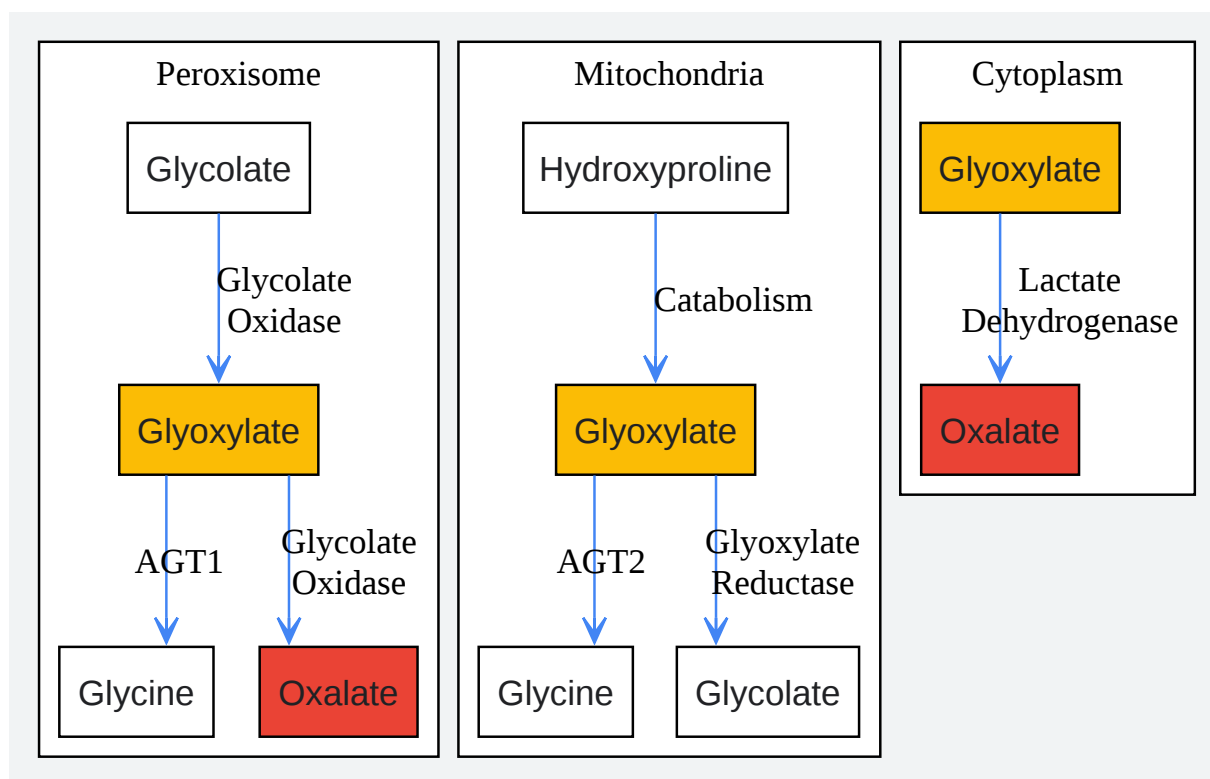 Peroxisome
Glycolate
Glycolate
Oxidase
Glyoxylate
AGT1
Glycolate
Oxidase
Glycine
Oxalate
Mitochondria
Hydroxyproline
Catabolism
Glyoxylate
AGT2
Glyoxylate
Reductase
Glycine
Glycolate
Cytoplasm
Glyoxylate
Lactate
Dehydrogenase
Oxalate